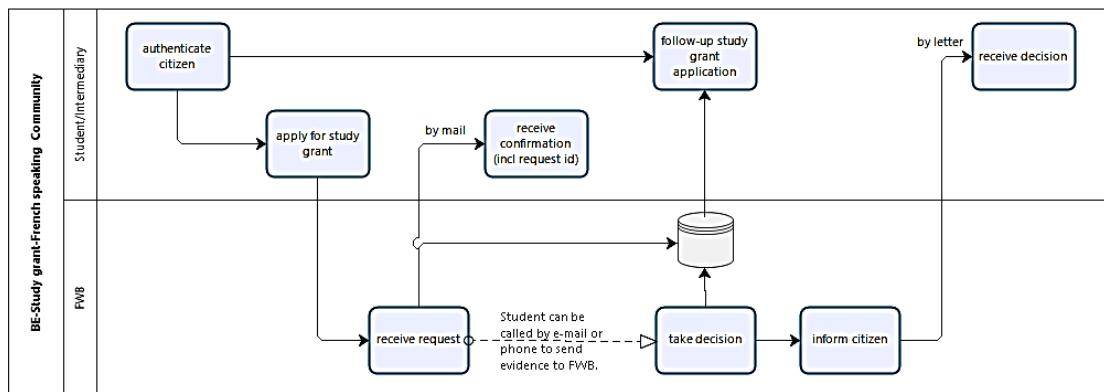 BE-Study grant-French speaking Community
Student/Intermediary
authenticate
citizen
follow-up study
grant
application
by letter
receive decision
apply for study
grant
by mail
receive
confirmation
(incl request id)
FWB
receive request
Student can be
called by e-mail or
phone to send
evidence to FWB.
take decision
inform citizen